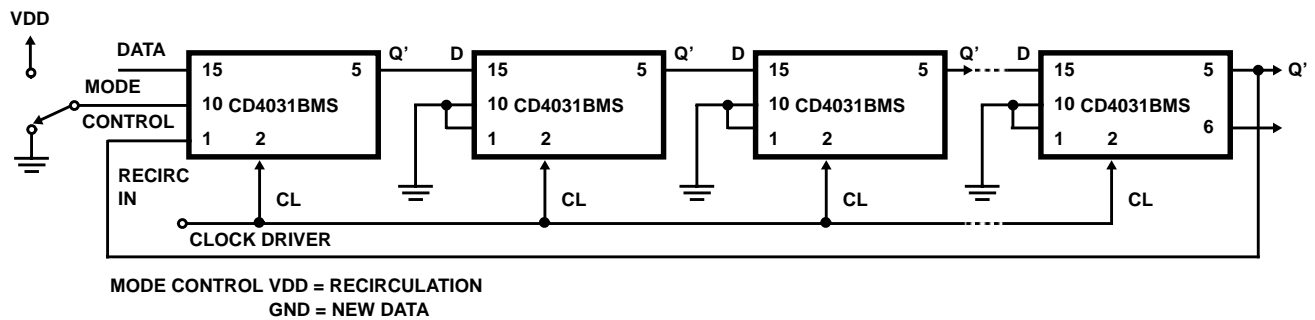 VDD
DATA
MODE
CONTROL
RECIRC
IN
15
5
10 CD4031BMS
1
2
Q’
D
15
5
10 CD4031BMS
1
2
Q’
D
15
5
10 CD4031BMS
1
2
Q’
D
15
5
10 CD4031BMS
6
1
2
Q’
CL
CL
CL
CL
CLOCK DRIVER
MODE CONTROL VDD = RECIRCULATION
GND = NEW DATA